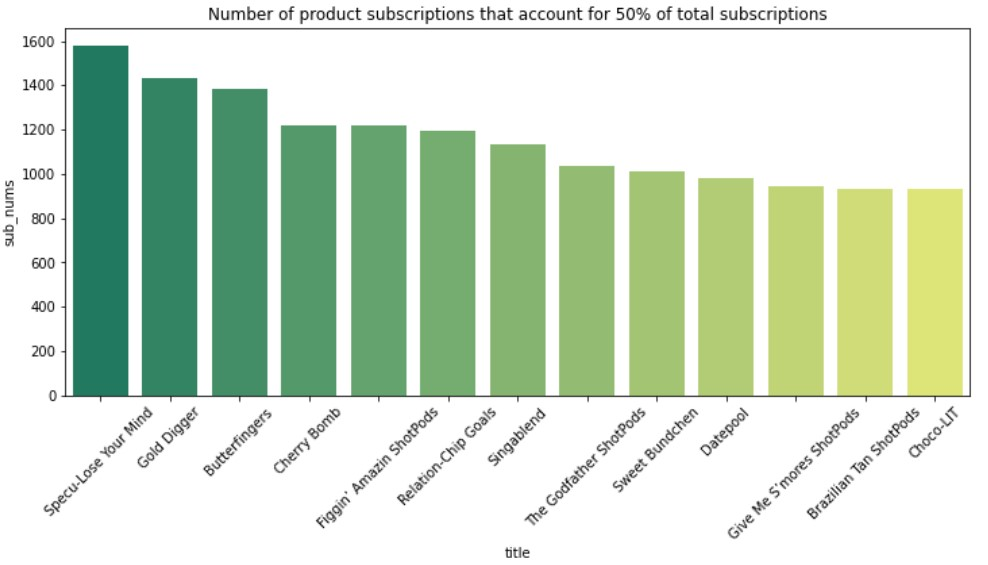 Number of product subscriptions that account for 50% of total subscriptions
1600
1400
1200
1000
800
600
400
200
0
sub_nums
Specu-Lose Your Mind
Gold Digger
Butterfingers
Cherry Bomb
Figgin' Amazin ShotPods
Relation-Chip Goals
Singablend
The Godfather ShotPods
Sweet Bundchen
Datepool
Give Me S'mores ShotPods
Brazilian Tan ShotPods
Choco-LIT
title